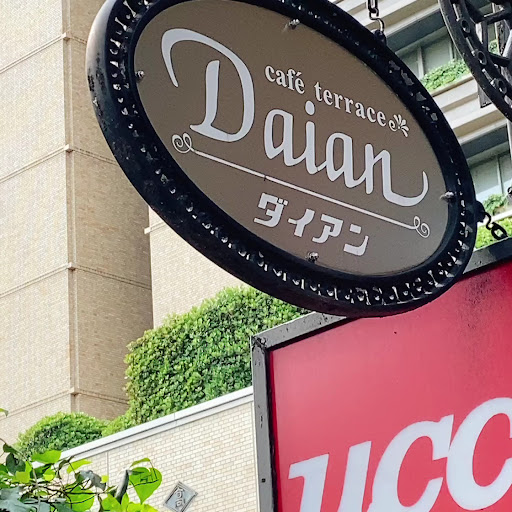 café terrace
Daian
ダイアン
UCC